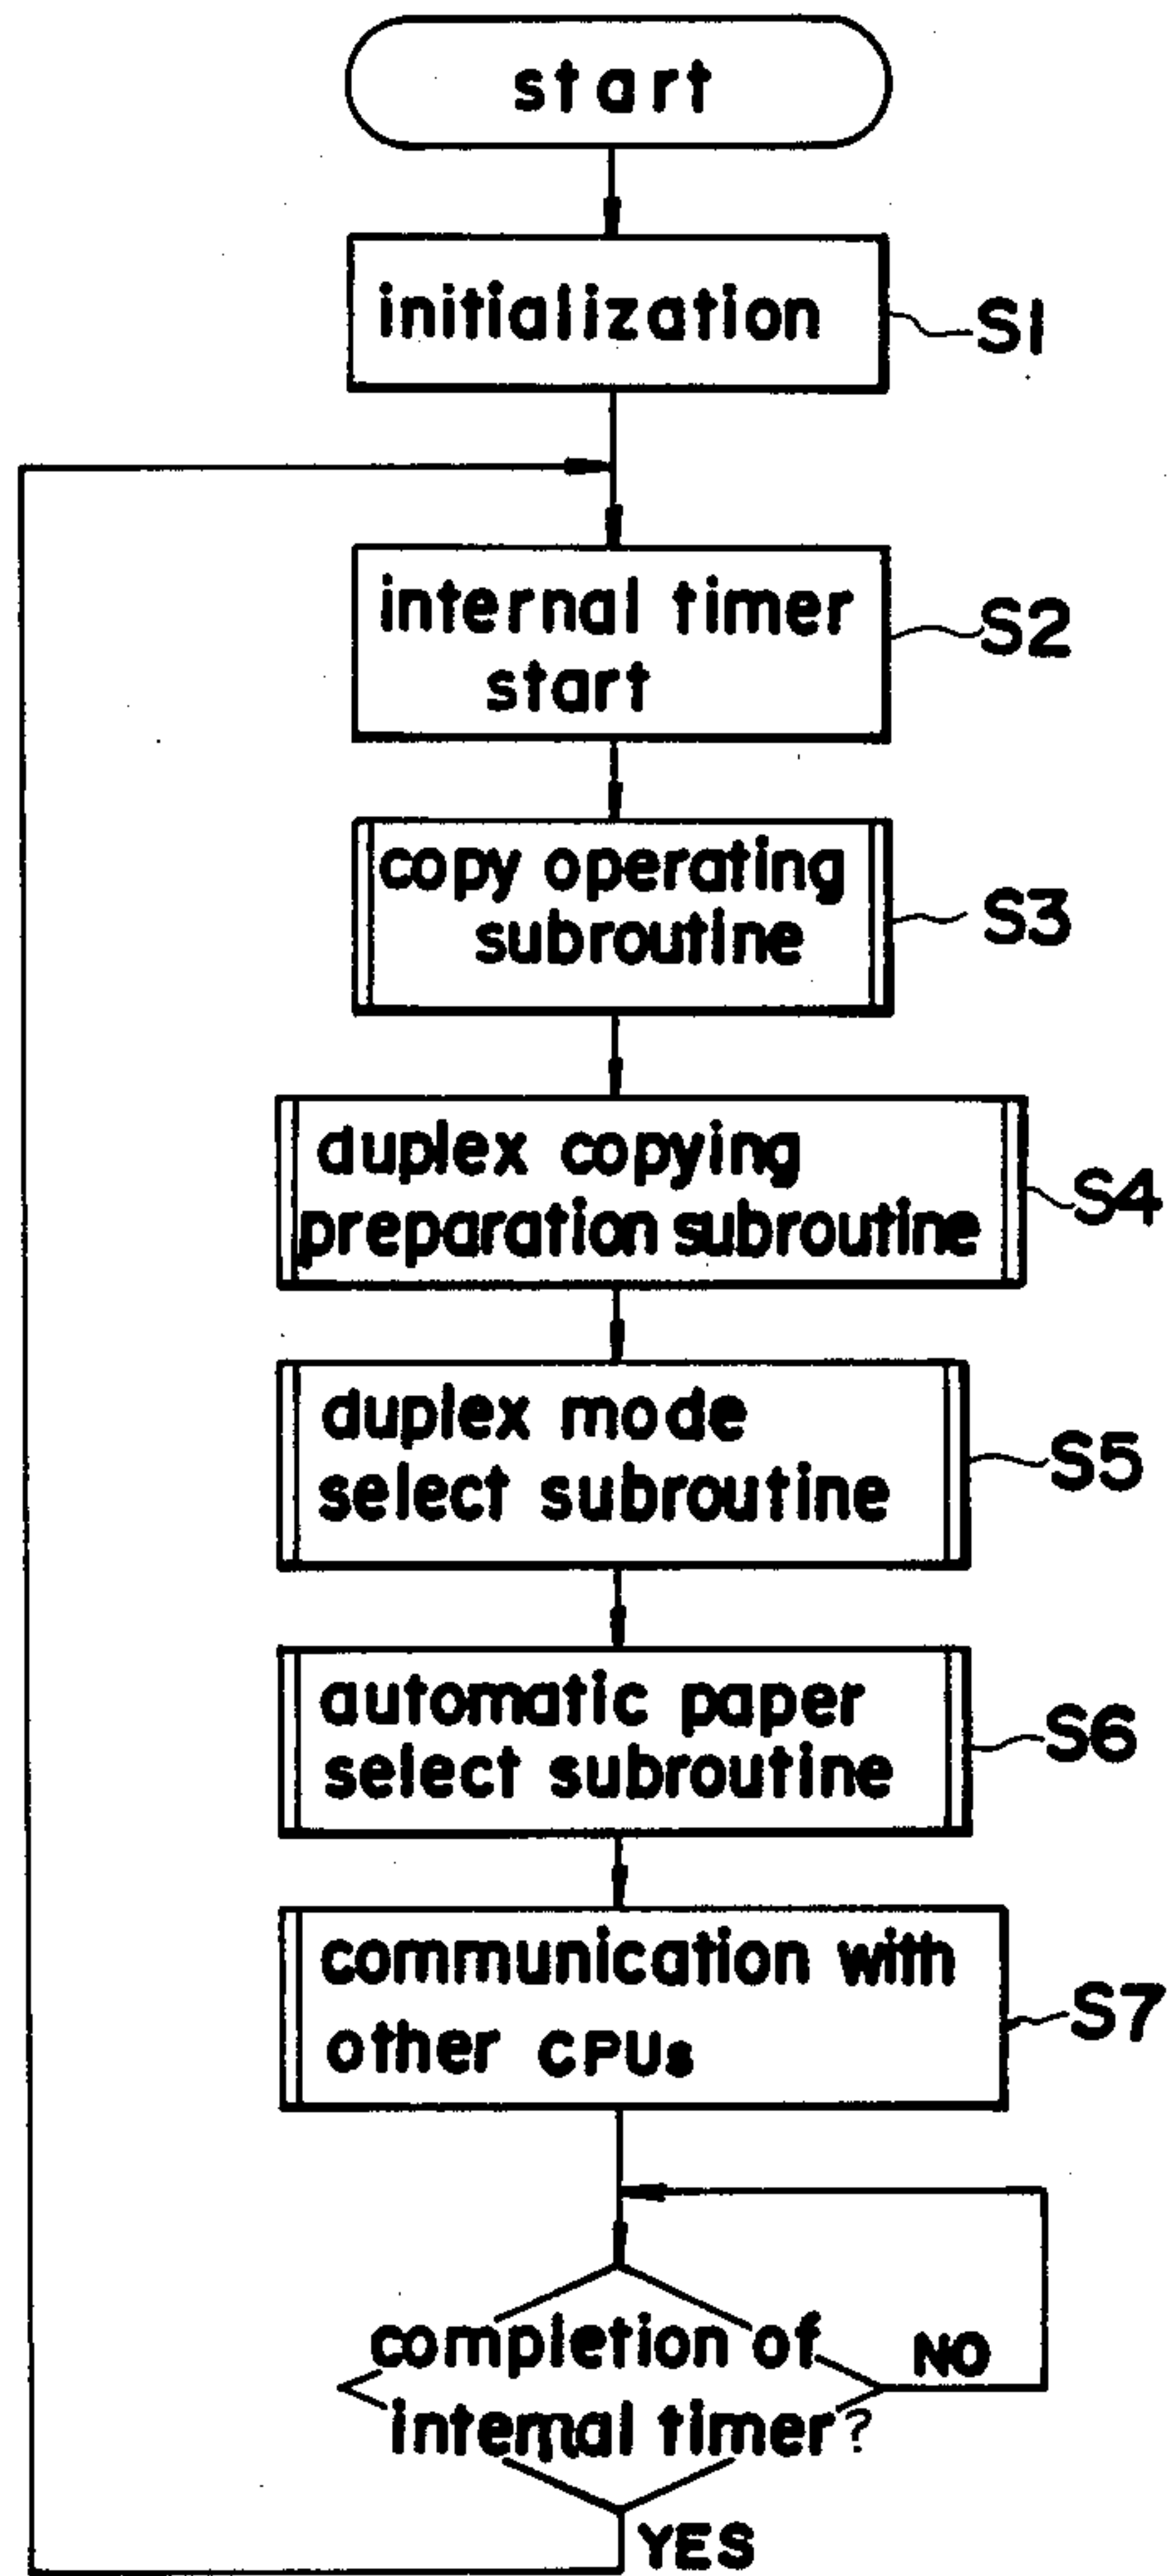 start
initialization
S1
internal timer
start
S2
copy operating
subroutine
S3
duplex copying
preparation subroutine
S4
duplex mode
select subroutine
S5
automatic paper
select subroutine
S6
communication with
other CPUs
S7
completion of
internal timer?
NO
YES